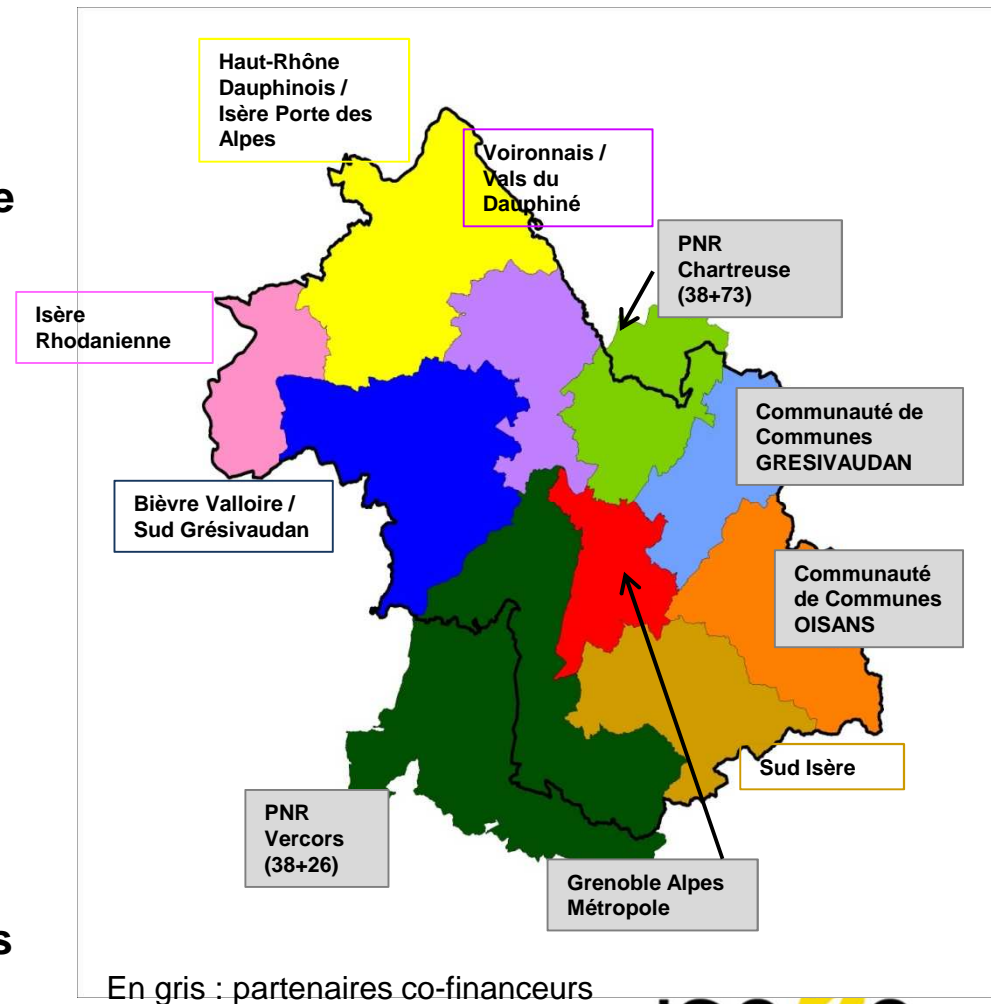 Haut-Rhône
Dauphinois /
Isère Porte des
Alpes
Voironnais /
Vals du
Dauphiné
PNR
Chartreuse
(38+73)
Isère
Rhodanienne
Communauté de
Communes
GRESIVAUDAN
Bièvre Valloire /
Sud Grésivaudan
Communauté
de Communes
OISANS
Sud Isère
PNR
Vercors
(38+26)
Grenoble Alpes
Métropole
En gris : partenaires co-financeurs